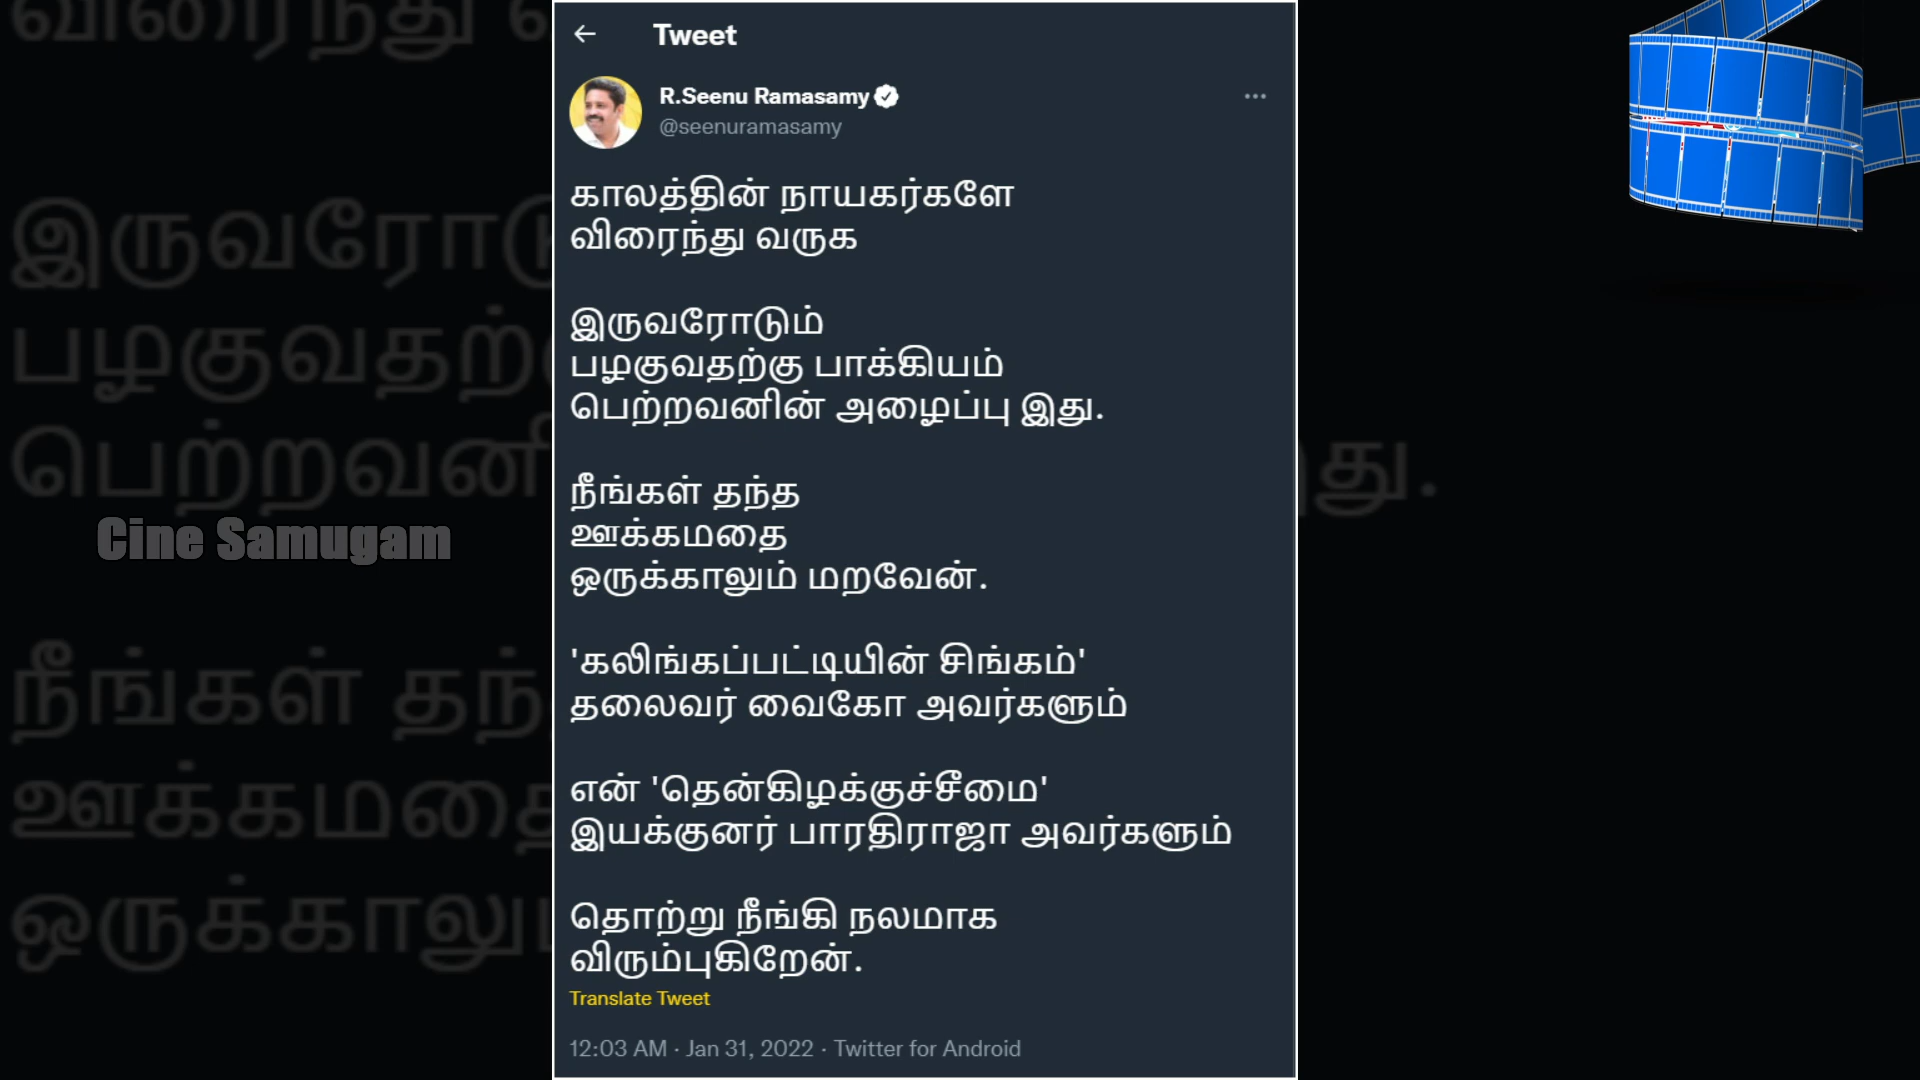 Tweet
R.Seenu Ramasamy
@seenuramasamy
காலத்தின் நாயகர்களே
விரைந்து வருக
இருவரோடும்
பழகுவதற்கு பாக்கியம்
பெற்றவனின் அழைப்பு இது.
நீங்கள் தந்த
ஊக்கமதை
ஒருக்காலும் மறவேன்.
'கலிங்கப்பட்டியின் சிங்கம்'
தலைவர் வைகோ அவர்களும்
என் 'தென்கிழக்குச்சீமை'
இயக்குனர் பாரதிராஜா அவர்களும்
தொற்று நீங்கி நலமாக
விரும்புகிறேன்.
Translate Tweet
12:03 AM · Jan 31, 2022 · Twitter for Android
Cine Samugam